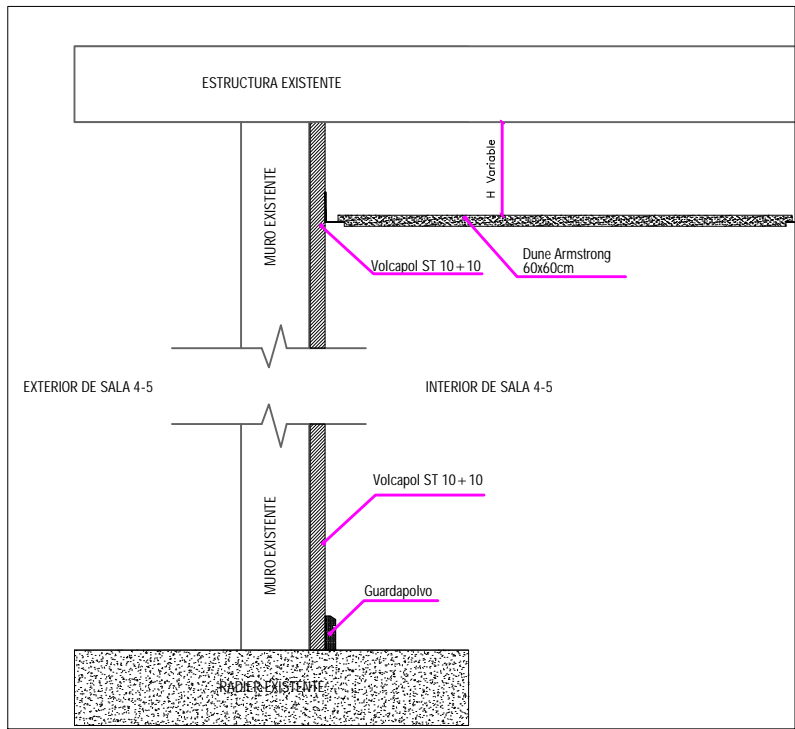 ESTRUCTURA EXISTENTE
H Variable
MURO EXISTENTE
Dune Armstrong
60x60cm
Volcapol ST 10+10
EXTERIOR DE SALA 4-5
INTERIOR DE SALA 4-5
MURO EXISTENTE
Volcapol ST 10+10
Guardapolvo
RADIER EXISTENTE